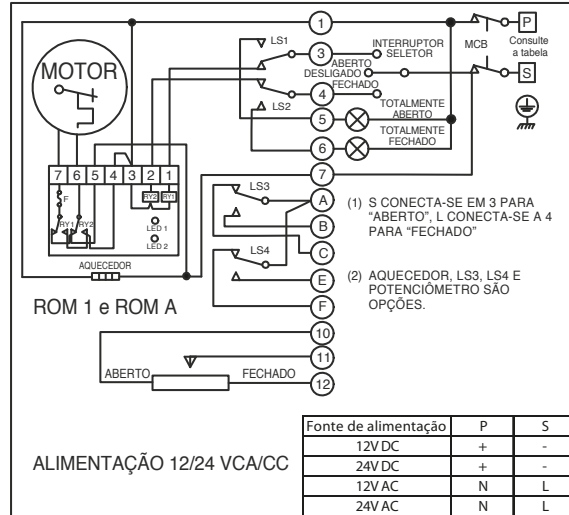 MOTOR
7 6 5 4 3 2 1
F
RY1 RY2
RY2 RY1
LED 1
LED 2
AQUECEDOR
ROM 1 e ROM A
LS1
LS2
LS3
LS4
1
3
4
5
6
7
A
B
C
E
F
10
11
12
INTERRUPTOR
SELETOR
ABERTO
DESLIGADO
FECHADO
TOTALMENTE
ABERTO
TOTALMENTE
FECHADO
MCB
P
Consulte
a tabela
S
(1) S CONECTA-SE EM 3 PARA
“ABERTO”, L CONECTA-SE A 4
PARA “FECHADO”
(2) AQUECEDOR, LS3, LS4 E
POTENCIÔMETRO SÃO
OPÇÕES.
ABERTO FECHADO
ALIMENTAÇÃO 12/24 VCA/CC
Fonte de alimentação P S
12V DC + -
24V DC + -
12V AC N L
24V AC N L